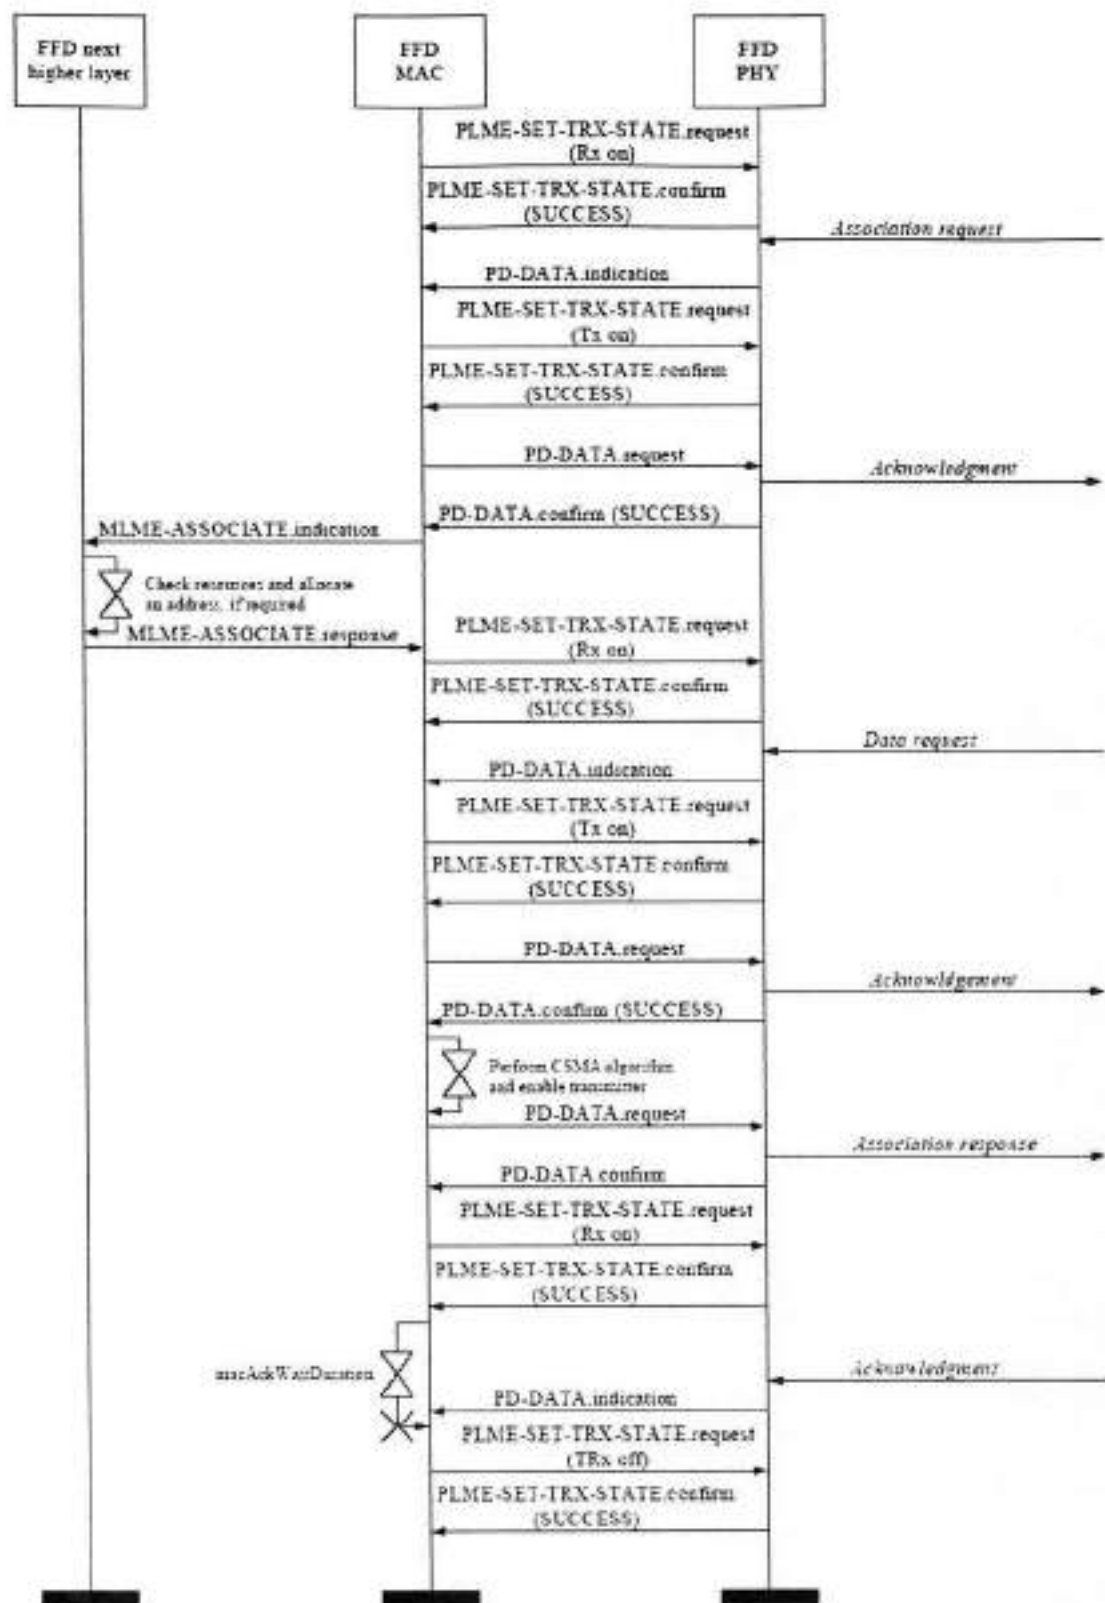 FFD next
higher layer
FFD
MAC
FFD
PHY
PLME-SET-TRX-STATE.request
(Rx on)
PLME-SET-TRX-STATE.confirm
(SUCCESS)
Association request
PD-DATA.indication
PLME-SET-TRX-STATE.request
(Tx on)
PLME-SET-TRX-STATE.confirm
(SUCCESS)
PD-DATA.request
Acknowledgment
PD-DATA.confirm (SUCCESS)
MLME-ASSOCIATE.indication
Check resources and allocate
an address, if required
MLME-ASSOCIATE.response
PLME-SET-TRX-STATE.request
(Rx on)
PLME-SET-TRX-STATE.confirm
(SUCCESS)
Data request
PD-DATA.indication
PLME-SET-TRX-STATE.request
(Tx on)
PLME-SET-TRX-STATE.confirm
(SUCCESS)
PD-DATA.request
Acknowldgement
PD-DATA.confirm (SUCCESS)
Perform CSMA algorithm
and enable transmitter
PD-DATA.request
Association response
PD-DATA.confirm
PLME-SET-TRX-STATE.request
(Rx on)
PLME-SET-TRX-STATE.confirm
(SUCCESS)
macAckWaitDuration
Acknowledgment
PD-DATA.indication
PLME-SET-TRX-STATE.request
(TRx off)
PLME-SET-TRX-STATE.confirm
(SUCCESS)